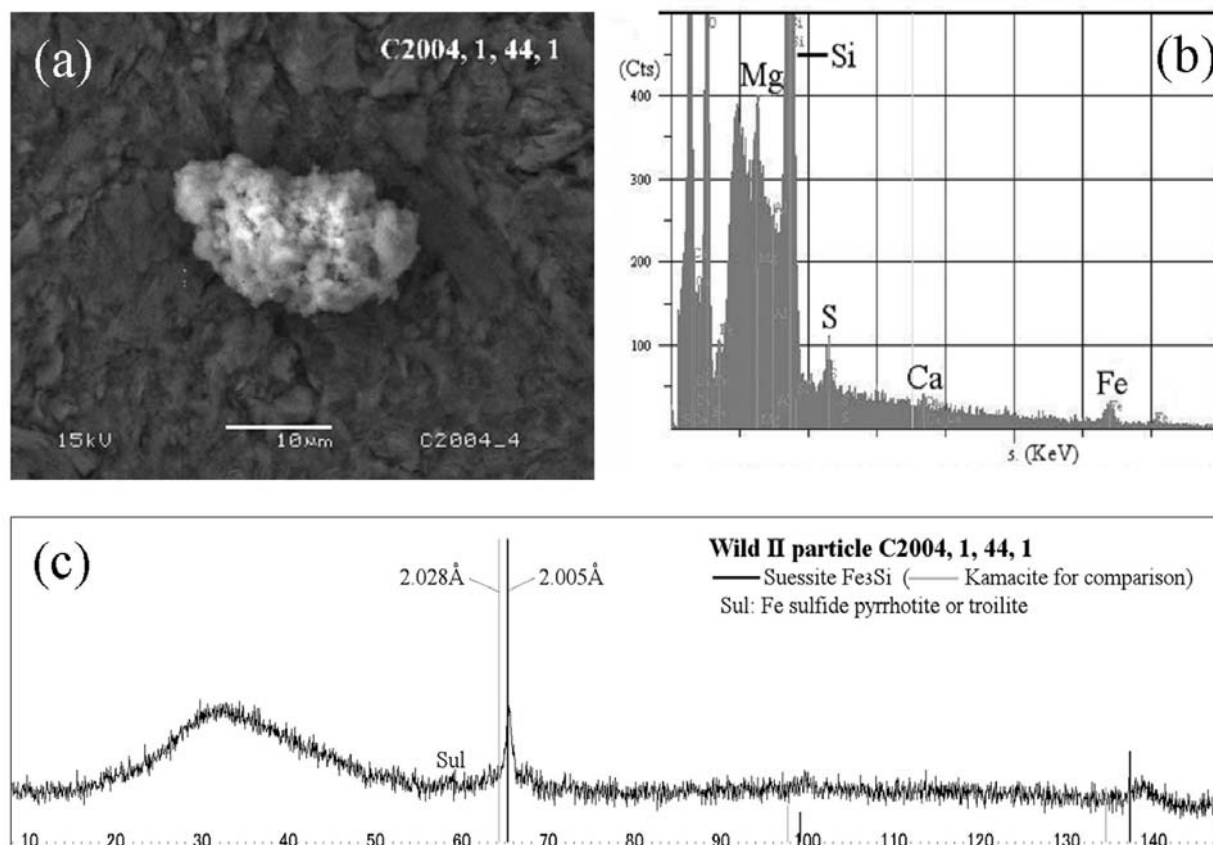 (a)
C2004, 1, 44, 1
15kV
10μm
C2004_4
(b)
(Cts)
400
300
200
100
Mg
Si
S
Ca
Fe
5. (KeV)
(c)
Wild II particle C2004, 1, 44, 1
Suessite Fe3Si (
Kamacite for comparison)
Sul: Fe sulfide pyrrhotite or troilite
2.028Å
2.005Å
Sul
10 20 30 40 50 60 70 80 90 100 110 120 130 140